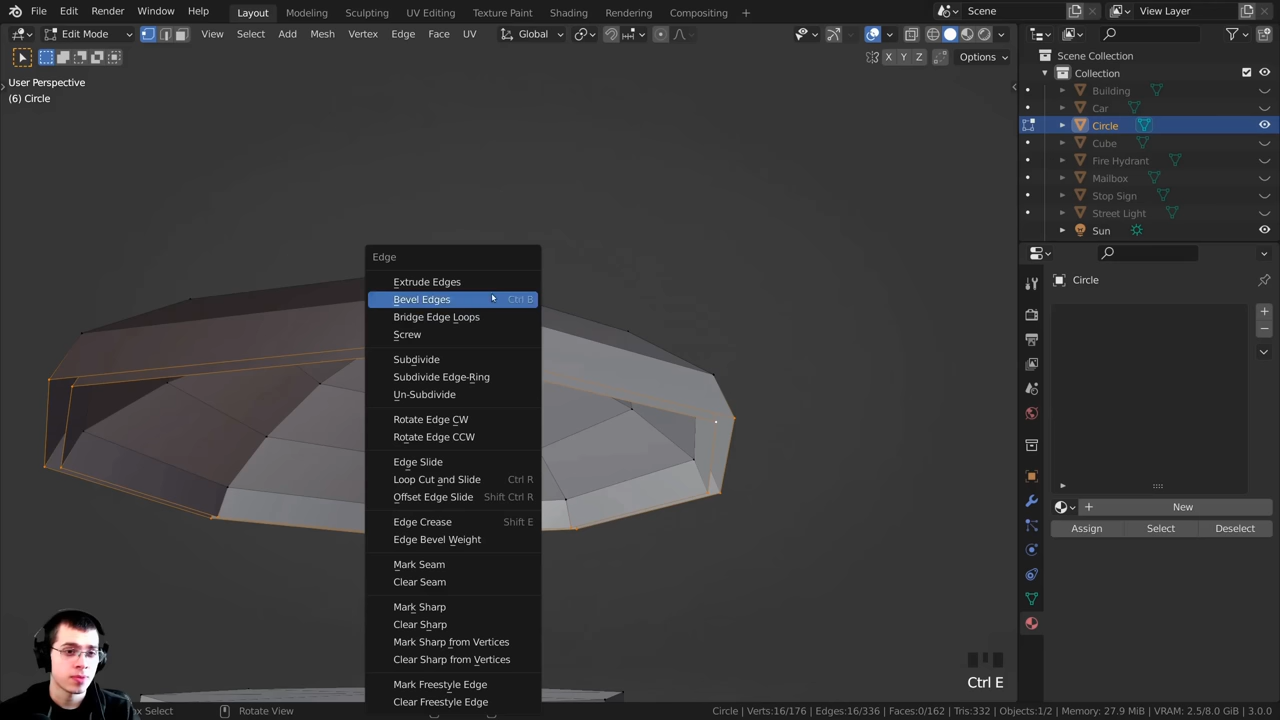 File Edit Render Window Help Layout Modeling Sculpting UV Editing Texture Paint Shading Rendering Compositing + Scene View Layer
Edit Mode View Select Add Mesh Vertex Edge Face UV Global
X Y Z Options
User Perspective
(6) Circle
Scene Collection
Collection
Building
Car
Circle
Cube
Fire Hydrant
Mailbox
Stop Sign
Street Light
Sun
Circle
New
Assign Select Deselect
Edge
Extrude Edges
Bevel Edges Ctrl B
Bridge Edge Loops
Screw
Subdivide
Subdivide Edge-Ring
Un-Subdivide
Rotate Edge CW
Rotate Edge CCW
Edge Slide
Loop Cut and Slide Ctrl R
Offset Edge Slide Shift Ctrl R
Edge Crease Shift E
Edge Bevel Weight
Mark Seam
Clear Seam
Mark Sharp
Clear Sharp
Mark Sharp from Vertices
Clear Sharp from Vertices
Mark Freestyle Edge
Clear Freestyle Edge
Ctrl E
Select Rotate View Circle | Verts:16/176 | Edges:16/336 | Faces:0/162 | Tris:332 | Objects:1/2 | Memory: 27.9 MiB | VRAM: 2.5/8.0 GiB | 3.0.0